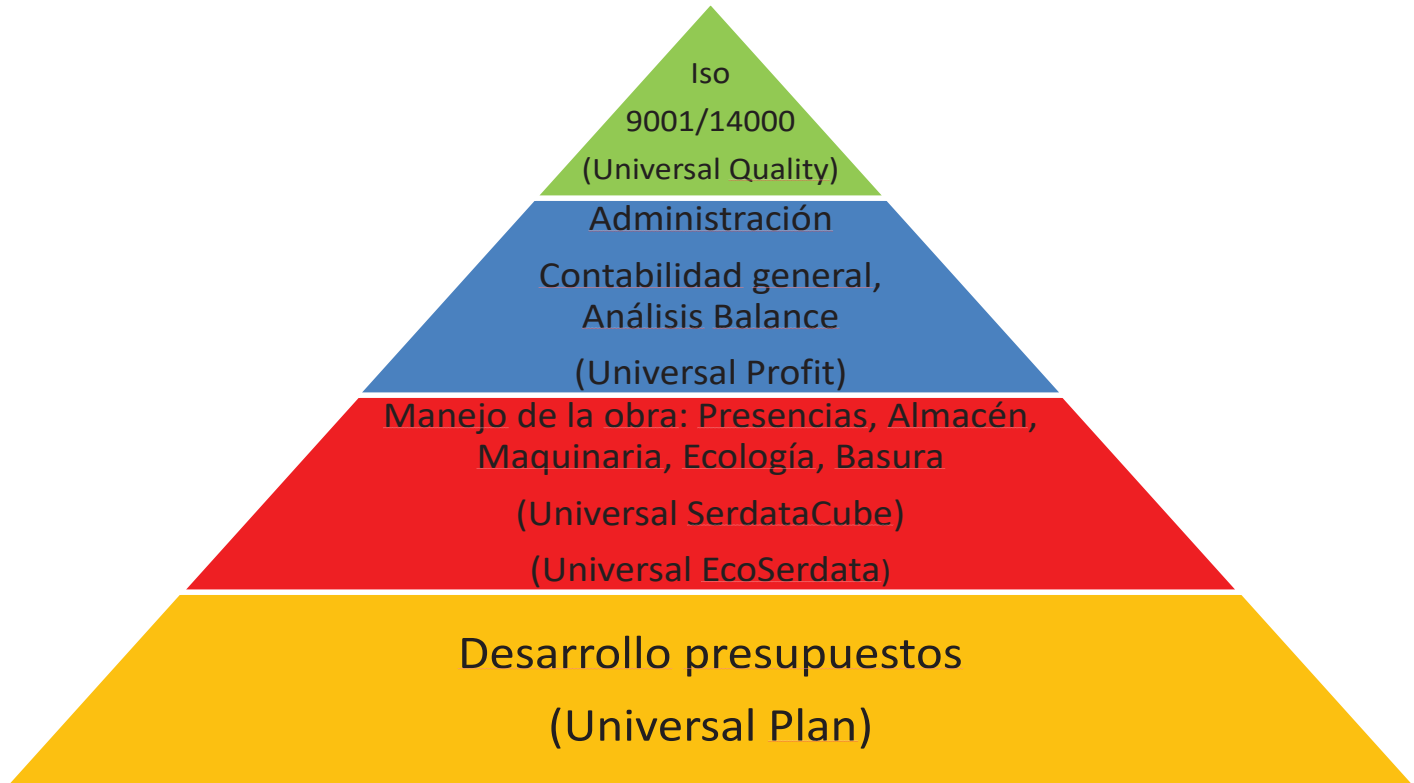 Iso
9001/14000
(Universal Quality)
Administración
Contabilidad general,
Análisis Balance
(Universal Profit)
Manejo de la obra: Presencias, Almacén,
Maquinaria, Ecología, Basura
(Universal SerdataCube)
(Universal EcoSerdata)
Desarrollo presupuestos
(Universal Plan)